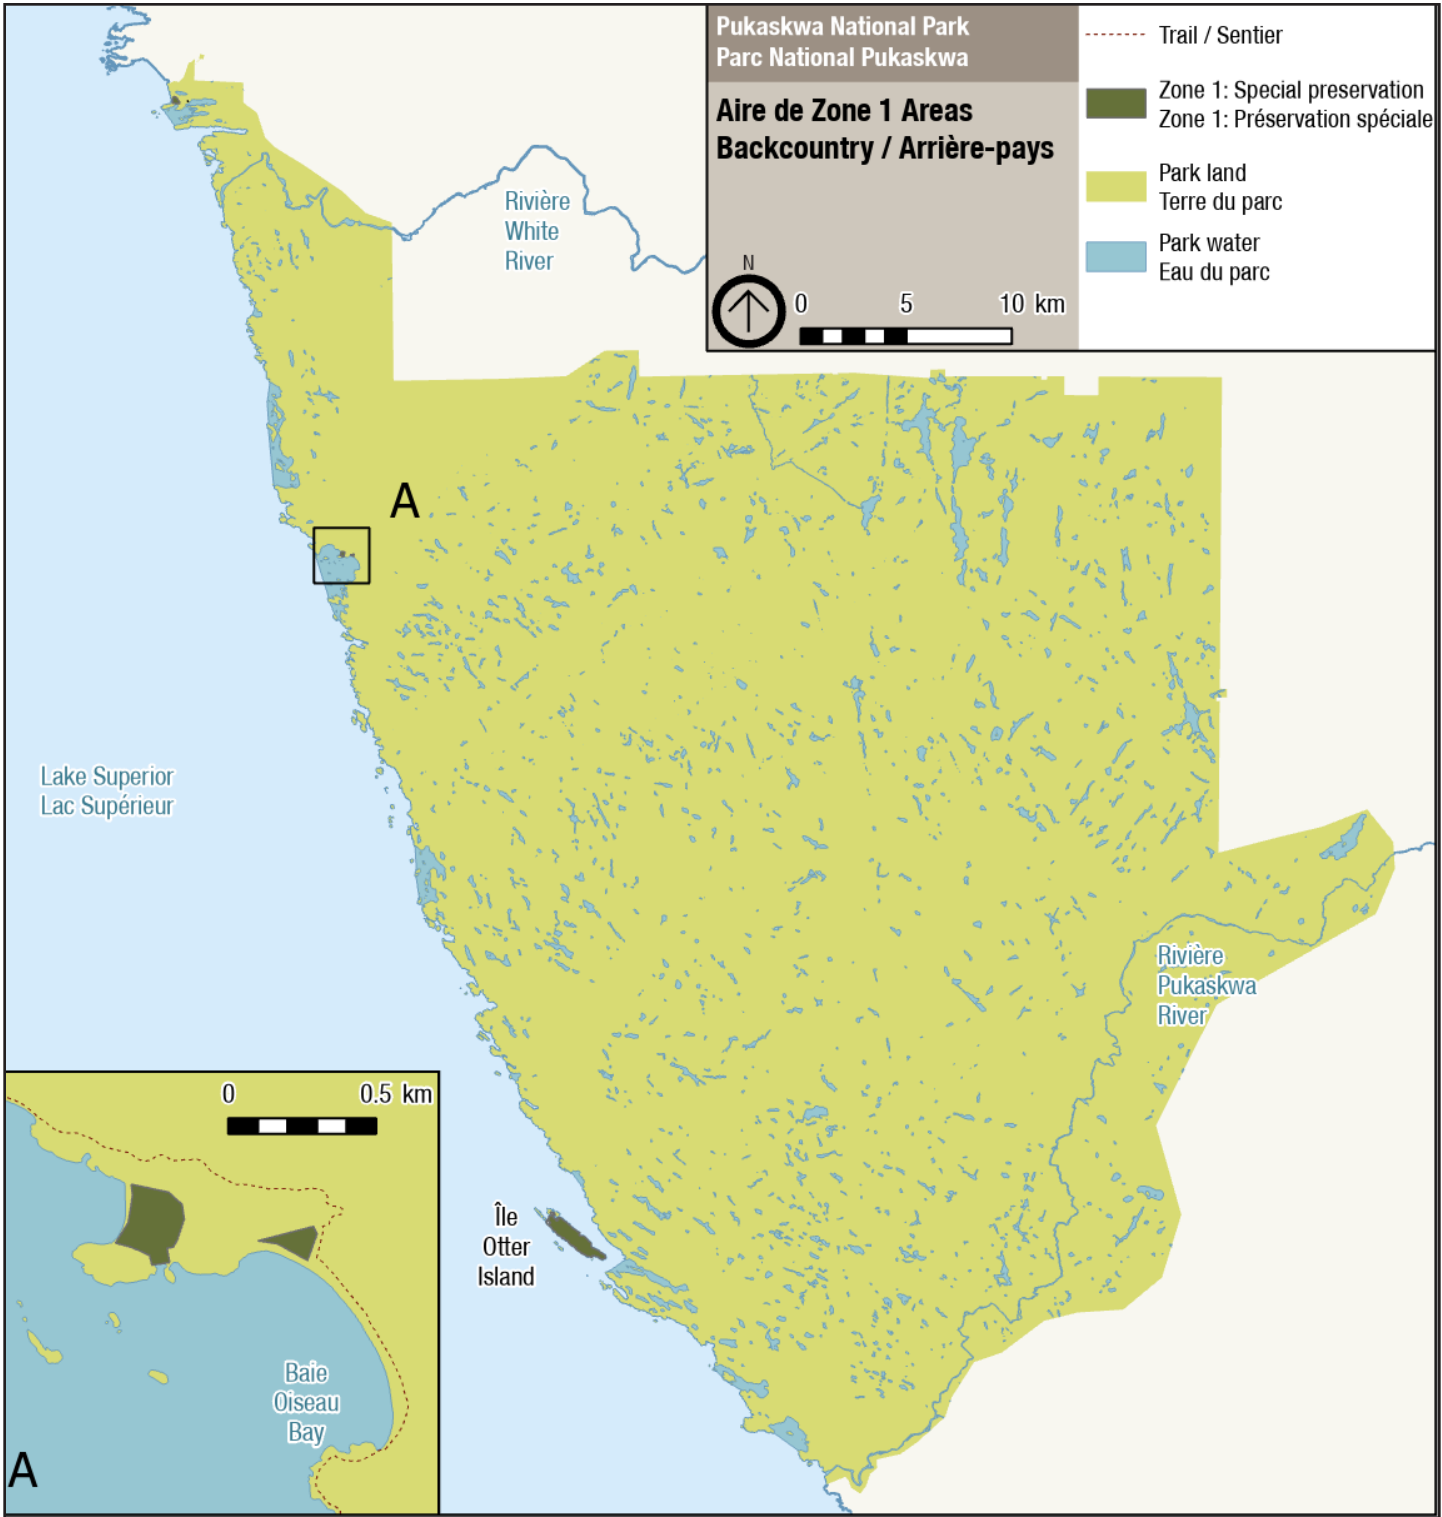 Pukaskwa National Park
Parc National Pukaskwa
Aire de Zone 1 Areas
Backcountry / Arrière-pays
N
0 5 10 km
Trail / Sentier
Zone 1: Special preservation
Zone 1: Préservation spéciale
Park land
Terre du parc
Park water
Eau du parc
Rivière
White
River
A
Lake Superior
Lac Supérieur
Rivière
Pukaskwa
River
Île
Otter
Island
0 0.5 km
Baie
Oiseau
Bay
A